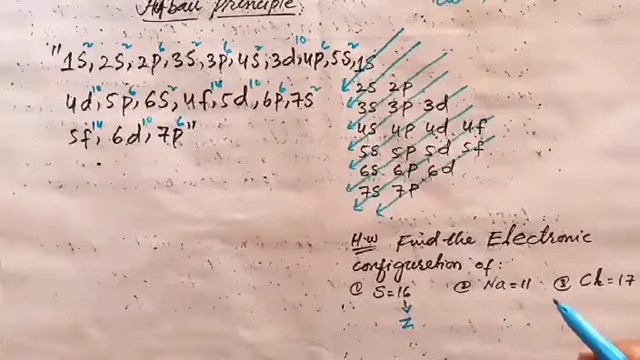 Aufbau principle
"1s², 2s², 2p⁶, 3s², 3p⁶, 4s², 3d¹⁰, 4p⁶, 5s²,
4d¹⁰, 5p⁶, 6s², 4f¹⁴, 5d¹⁰, 6p⁶, 7s²
5f¹⁴, 6d¹⁰, 7p⁶"
1s
2s 2p
3s 3p 3d
4s 4p 4d 4f
5s 5p 5d 5f
6s 6p 6d
7s 7p
H.W Find the Electronic
configuration of:
① S=16 ② Na=11 ③ Cl=17
Z